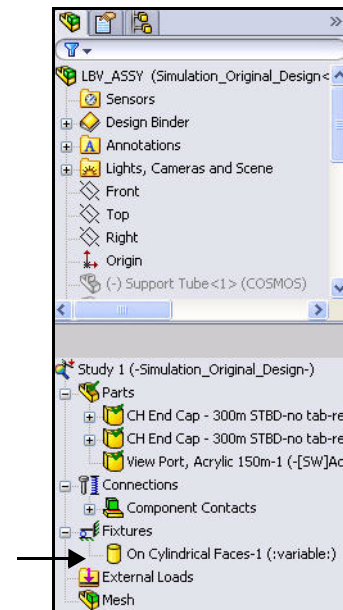 LBV_ASSY (Simulation_Original_Design<
Sensors
Design Binder
Annotations
Lights, Cameras and Scene
Front
Top
Right
Origin
(-) Support Tube<1> (COSMOS)
Study 1 (-Simulation_Original_Design-)
Parts
CH End Cap - 300m STBD-no tab-re
CH End Cap - 300m STBD-no tab-re
View Port, Acrylic 150m-1 (-[SW]Ac
Connections
Component Contacts
Fixtures
On Cylindrical Faces-1 (:variable:)
External Loads
Mesh